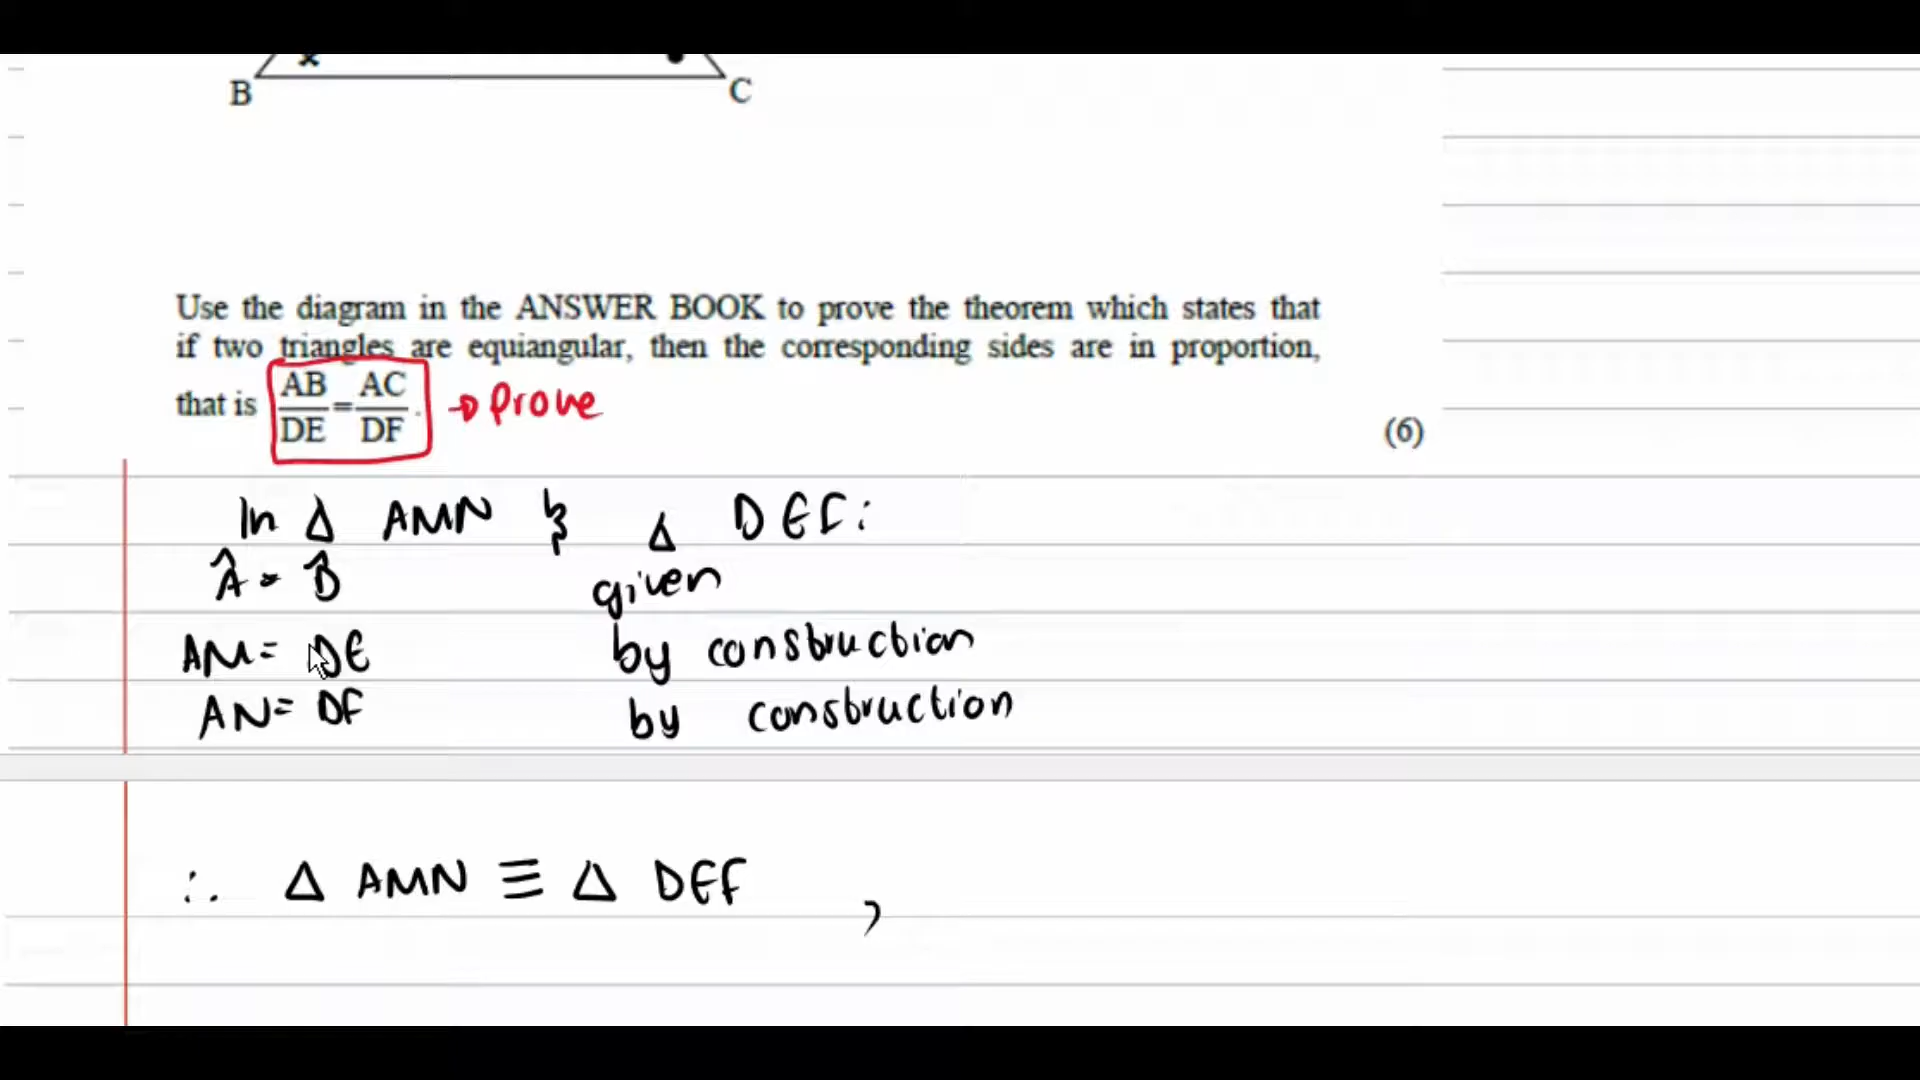 B C
Use the diagram in the ANSWER BOOK to prove the theorem which states that
if two triangles are equiangular, then the corresponding sides are in proportion,
that is AB/DE = AC/DF. → Prove
(6)
In Δ AMN & Δ DEF:
Â = D̂ given
AM = DE by construction
AN = DF by construction
∴ Δ AMN ≡ Δ DEF ,